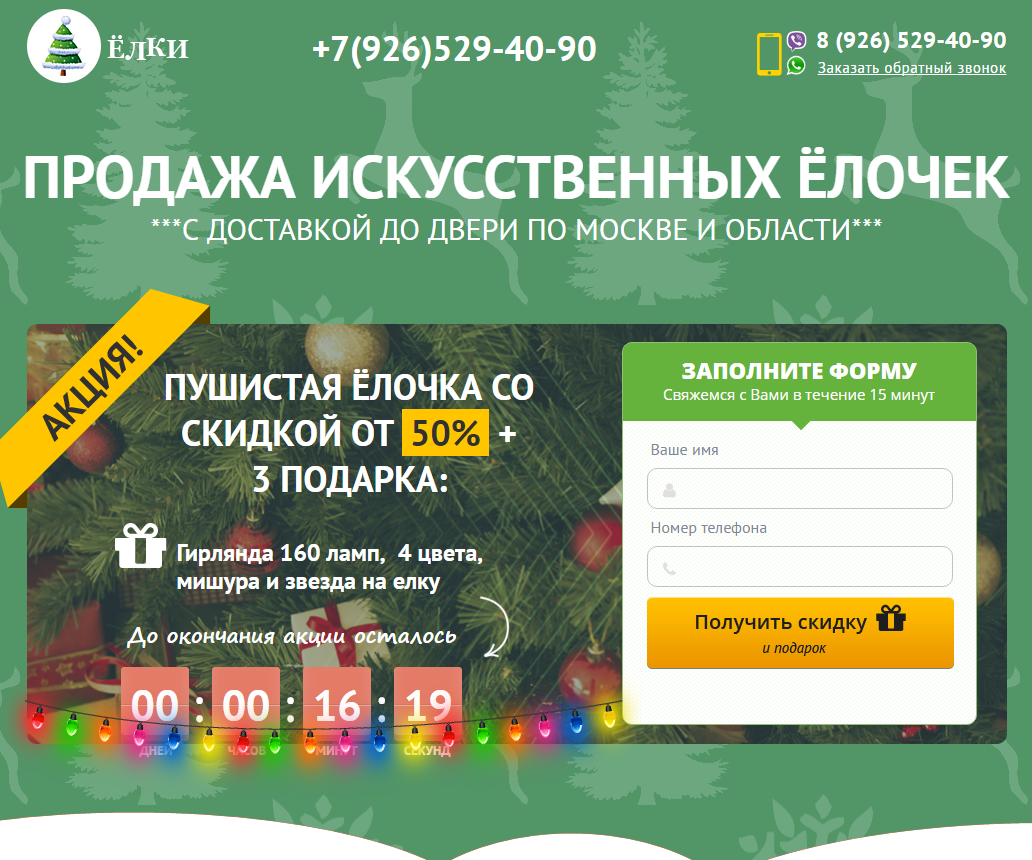 ЁЛКИ
+7(926)529-40-90
8 (926) 529-40-90
Заказать обратный звонок
ПРОДАЖА ИСКУССТВЕННЫХ ЁЛОЧЕК
***С ДОСТАВКОЙ ДО ДВЕРИ ПО МОСКВЕ И ОБЛАСТИ***
АКЦИЯ!
ПУШИСТАЯ ЁЛОЧКА СО
СКИДКОЙ ОТ 50% +
3 ПОДАРКА:
Гирлянда 160 ламп, 4 цвета,
мишура и звезда на елку
До окончания акции осталось
00 : 00 : 16 : 19
ДНЕЙ ЧАСОВ МИНУТ СЕКУНД
ЗАПОЛНИТЕ ФОРМУ
Свяжемся с Вами в течение 15 минут
Ваше имя
Номер телефона
Получить скидку
и подарок